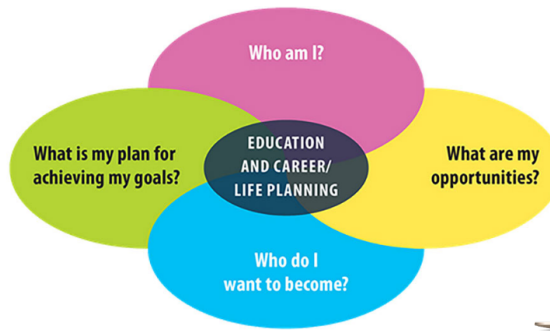 Who am I?
What is my plan for
achieving my goals?
EDUCATION
AND CAREER/
LIFE PLANNING
What are my
opportunities?
Who do I
want to become?